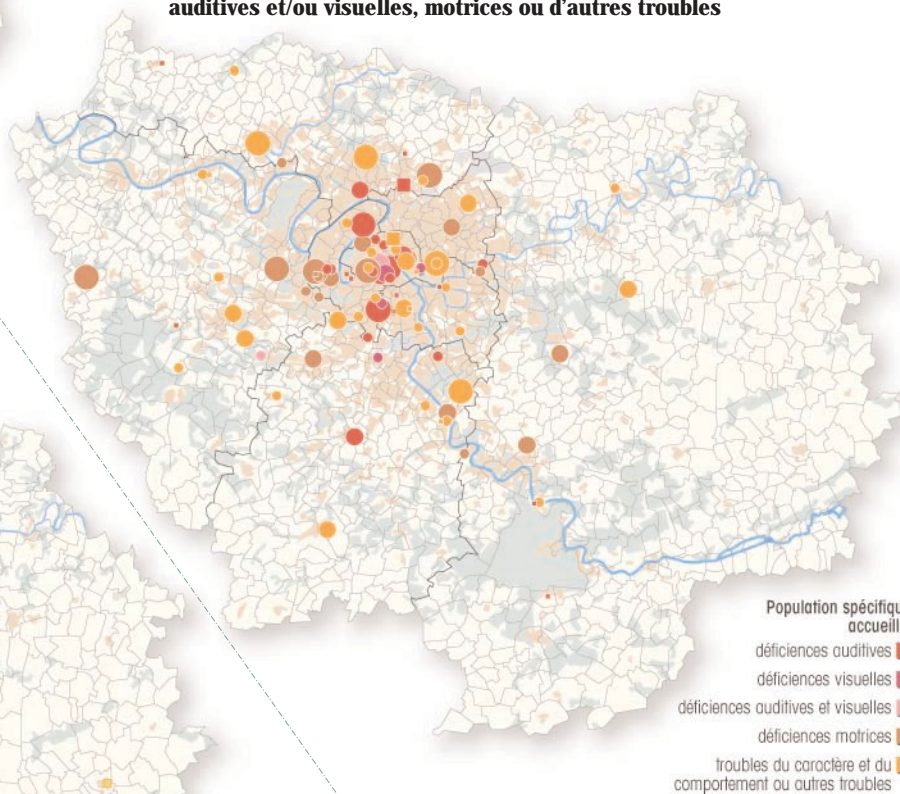 auditives et/ou visuelles, motrices ou d'autres troubles
Population spécifiqu
accueill
déficiences auditives
déficiences visuelles
déficiences auditives et visuelles
déficiences motrices
troubles du caractère et du
comportement ou autres troubles